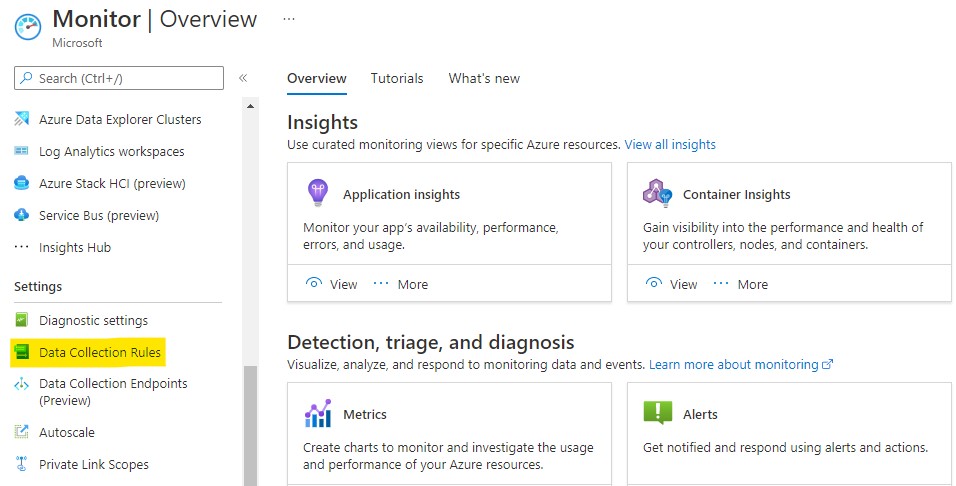 Monitor | Overview ...
Microsoft
Search (Ctrl+/)
«
Azure Data Explorer Clusters
Log Analytics workspaces
Azure Stack HCI (preview)
Service Bus (preview)
Insights Hub
Settings
Diagnostic settings
Data Collection Rules
Data Collection Endpoints
(Preview)
Autoscale
Private Link Scopes
Overview Tutorials What's new
Insights
Use curated monitoring views for specific Azure resources. View all insights
Application insights
Monitor your app's availability, performance,
errors, and usage.
View ... More
Container Insights
Gain visibility into the performance and health of
your controllers, nodes, and containers.
View ... More
Detection, triage, and diagnosis
Visualize, analyze, and respond to monitoring data and events. Learn more about monitoring
Metrics
Create charts to monitor and investigate the usage
and performance of your Azure resources.
Alerts
Get notified and respond using alerts and actions.